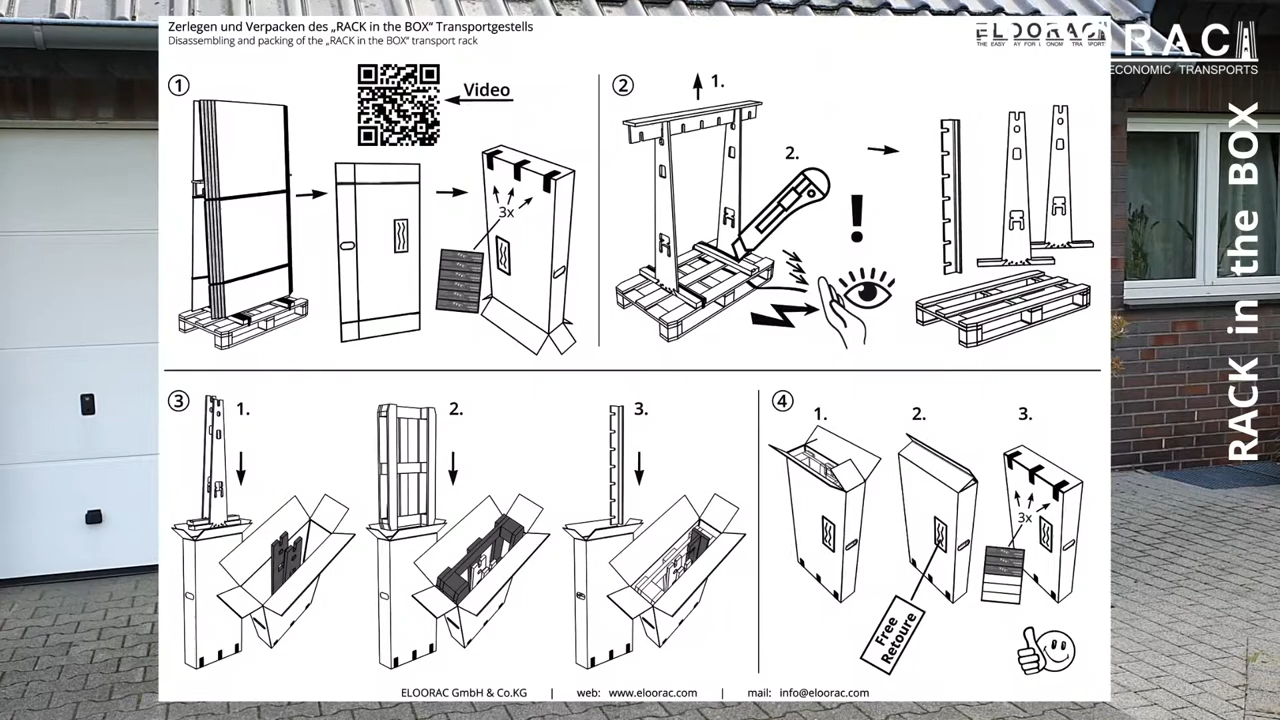 Zerlegen und Verpacken des „RACK in the BOX“ Transportgestells
Disassembling and packing of the „RACK in the BOX“ transport rack
ELOORAC
RAC
ECONOMIC TRANSPORTS
RACK in the BOX
1
Video
3x
2
1.
2.
!
3
1.
2.
3.
4
1.
2.
3.
3x
Free
Retoure
ELOORAC GmbH & Co.KG | web: www.eloorac.com | mail: info@eloorac.com